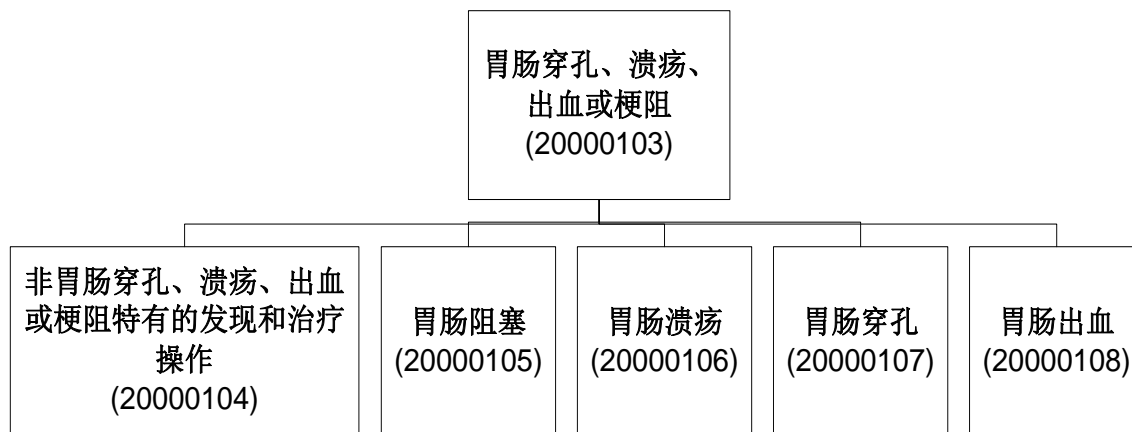 胃肠穿孔、溃疡、
出血或梗阻
(20000103)
非胃肠穿孔、溃疡、出血
或梗阻特有的发现和治疗
操作
(20000104)
胃肠阻塞
(20000105)
胃肠溃疡
(20000106)
胃肠穿孔
(20000107)
胃肠出血
(20000108)